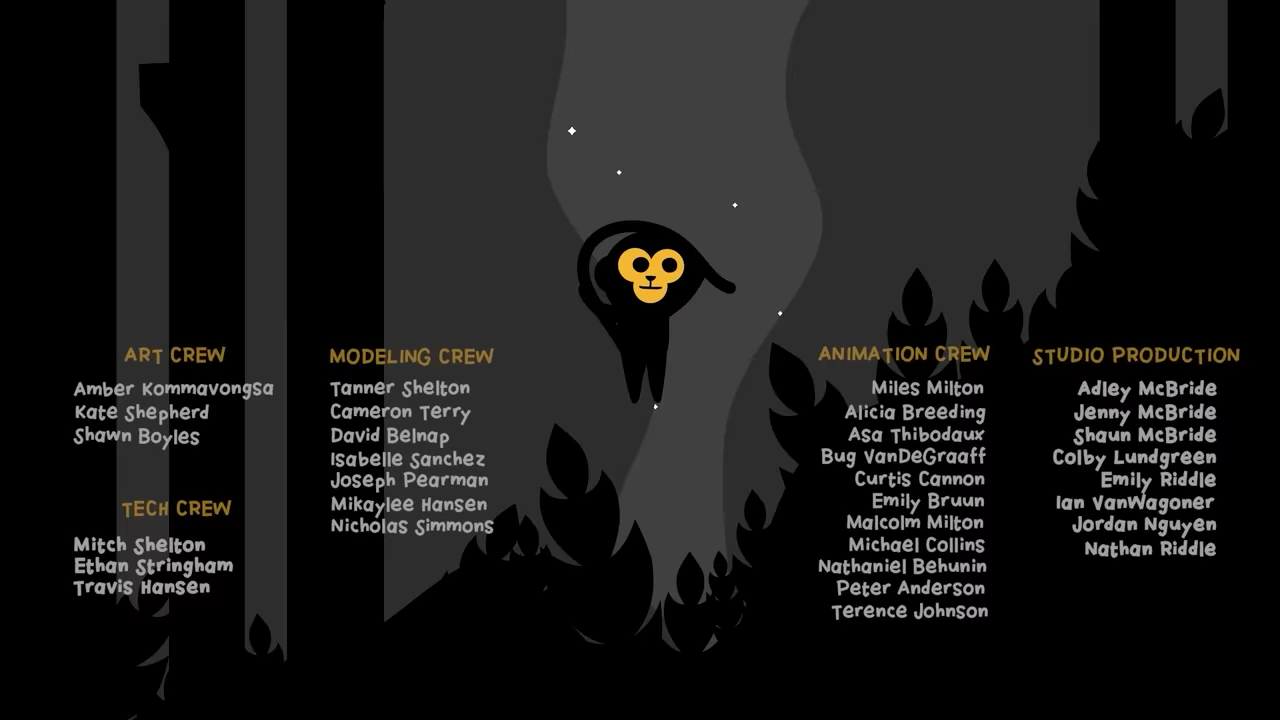 ART CREW
Amber Kommavongsa
Kate Shepherd
Shawn Boyles
TECH CREW
Mitch Shelton
Ethan Stringham
Travis Hansen
MODELING CREW
Tanner Shelton
Cameron Terry
David Belnap
Isabelle Sanchez
Joseph Pearman
Mikaylee Hansen
Nicholas Simmons
ANIMATION CREW
Miles Milton
Alicia Breeding
Asa Thibodaux
Bug VanDeGraaff
Curtis Cannon
Emily Bruun
Malcolm Milton
Michael Collins
Nathaniel Behunin
Peter Anderson
Terence Johnson
STUDIO PRODUCTION
Adley McBride
Jenny McBride
Shaun McBride
Colby Lundgreen
Emily Riddle
Ian VanWagoner
Jordan Nguyen
Nathan Riddle